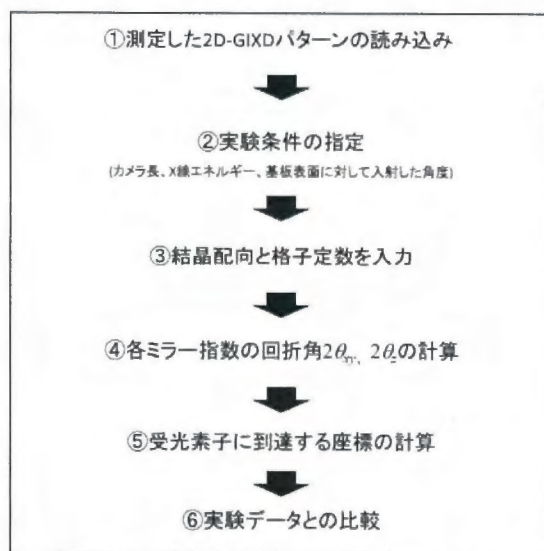 ①測定した2D-GIXDパターンの読み込み
②実験条件の指定
(カメラ長、X線エネルギー、基板表面に対して入射した角度)
③結晶配向と格子定数を入力
④各ミラー指数の回折角2θxy、2θzの計算
⑤受光素子に到達する座標の計算
⑥実験データとの比較